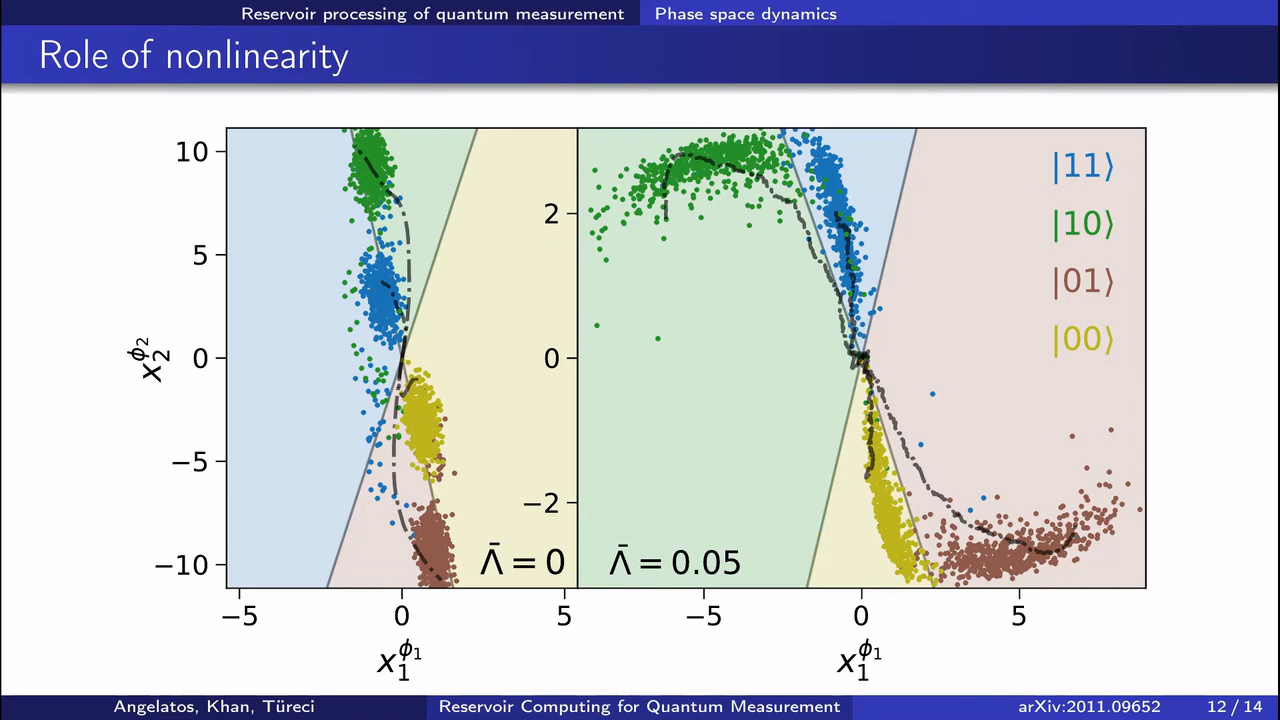 Reservoir processing of quantum measurement Phase space dynamics
Role of nonlinearity
|11⟩
|10⟩
|01⟩
|00⟩
10
5
0
−5
−10
x₂^ϕ₂
2
0
−2
Λ̄ = 0
Λ̄ = 0.05
−5 0 5
−5 0 5
x₁^ϕ₁
x₁^ϕ₁
Angelatos, Khan, Türeci Reservoir Computing for Quantum Measurement arXiv:2011.09652 12 / 14